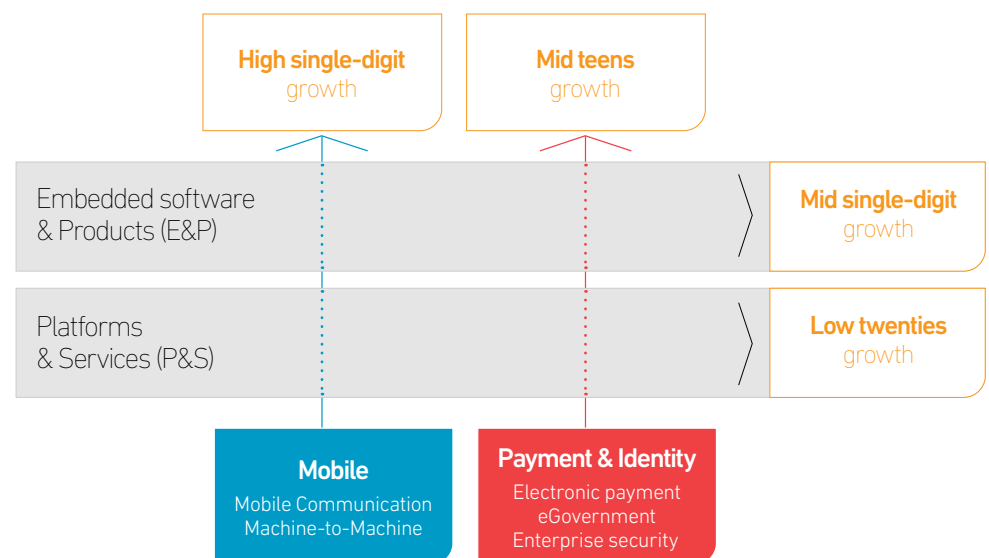 High single-digit
growth
Mid teens
growth
Embedded software
& Products (E&P)
Mid single-digit
growth
Platforms
& Services (P&S)
Low twenties
growth
Mobile
Mobile Communication
Machine-to-Machine
Payment & Identity
Electronic payment
eGovernment
Enterprise security